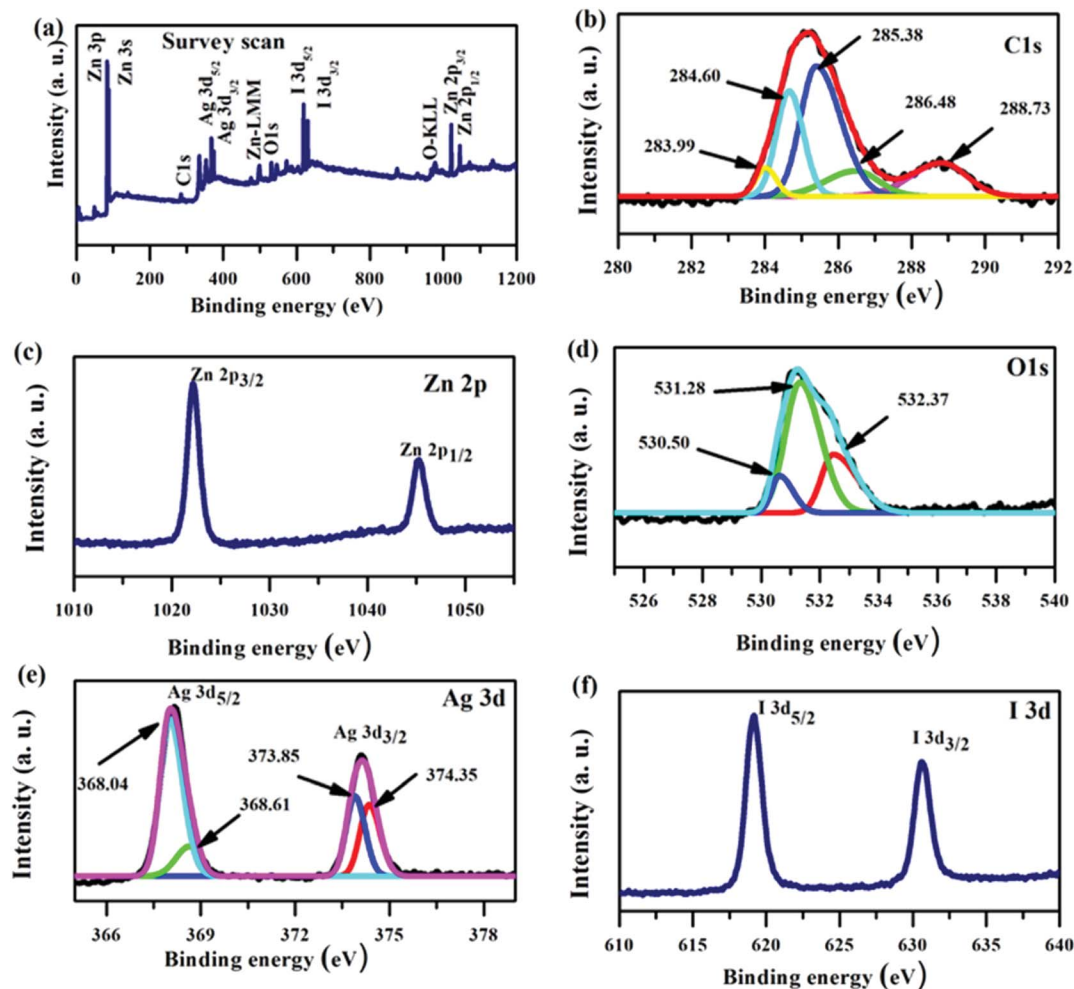 (a)
Survey scan
Zn 3p
Zn 3s
C1s
Ag 3d5/2
Ag 3d3/2
Zn-LMM
O1s
I 3d5/2
I 3d3/2
O-KLL
Zn 2p3/2
Zn 2p1/2
Intensity (a. u.)
0 200 400 600 800 1000 1200
Binding energy (eV)
(b)
C1s
285.38
284.60
286.48
288.73
283.99
Intensity (a. u.)
280 282 284 286 288 290 292
Binding energy (eV)
(c)
Zn 2p3/2
Zn 2p
Zn 2p1/2
Intensity (a. u.)
1010 1020 1030 1040 1050
Binding energy (eV)
(d)
O1s
531.28
532.37
530.50
Intensity (a. u.)
526 528 530 532 534 536 538 540
Binding energy (eV)
(e)
Ag 3d5/2
Ag 3d
Ag 3d3/2
373.85
374.35
368.04
368.61
Intensity (a. u.)
366 369 372 375 378
Binding energy (eV)
(f)
I 3d5/2
I 3d
I 3d3/2
Intensity (a. u.)
610 615 620 625 630 635 640
Binding energy (eV)